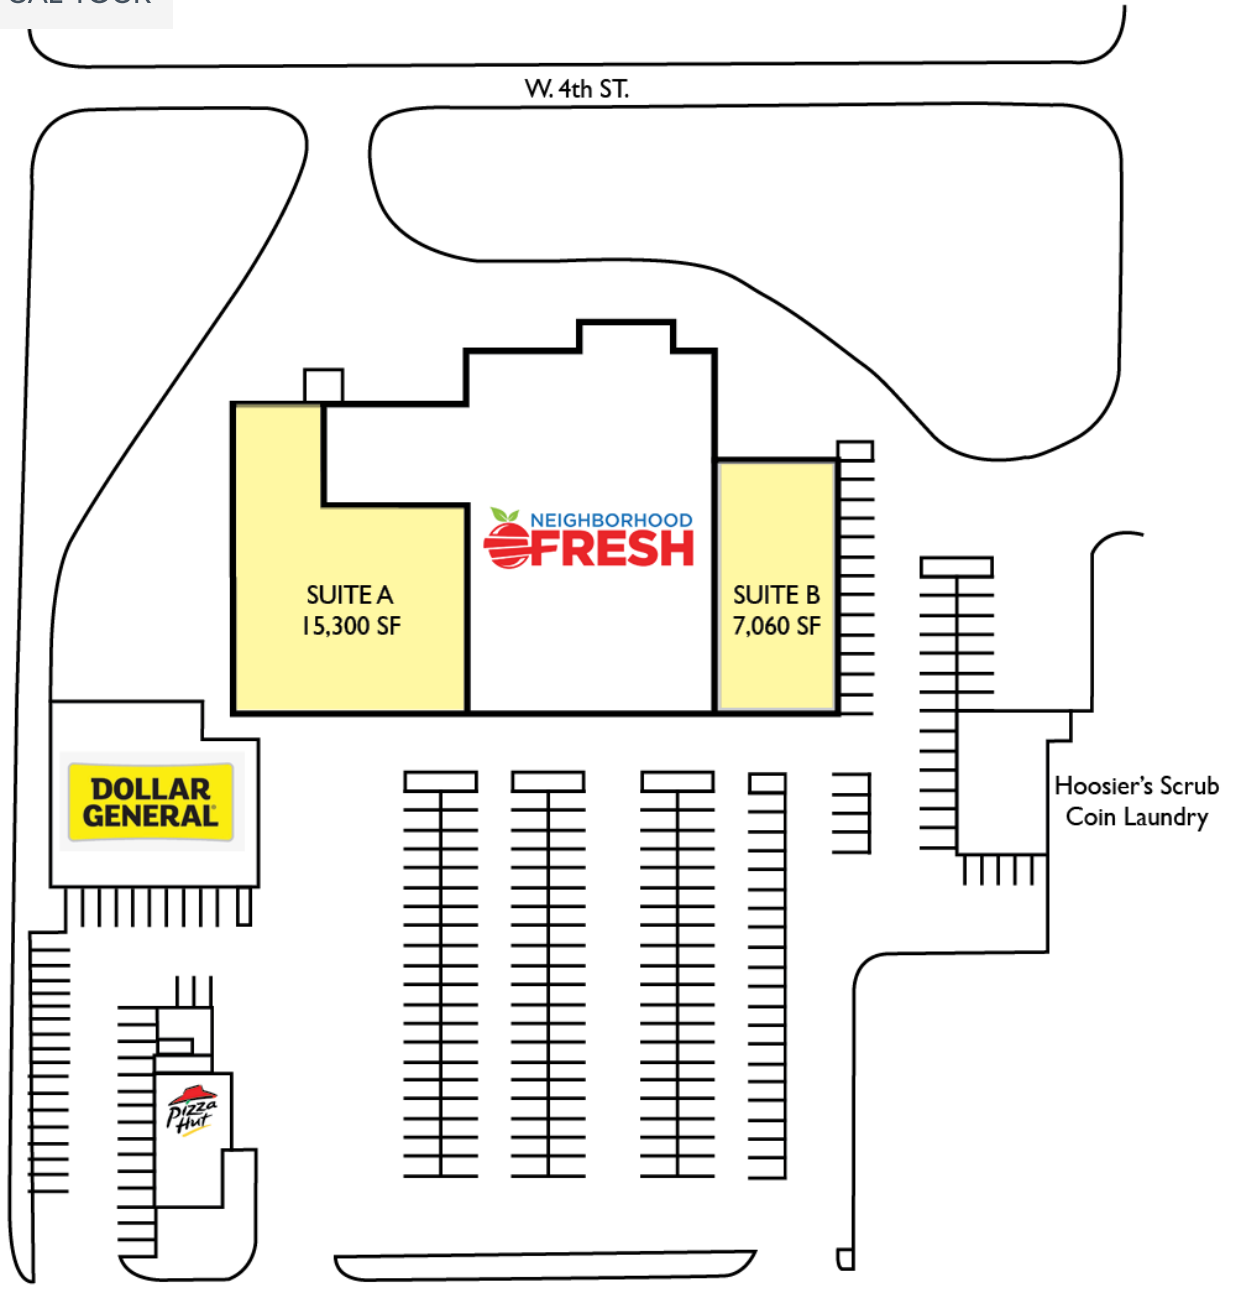 W. 4th ST.
NEIGHBORHOOD
FRESH
SUITE A
15,300 SF
SUITE B
7,060 SF
DOLLAR
GENERAL
Hoosier's Scrub
Coin Laundry
Pizza
Hut